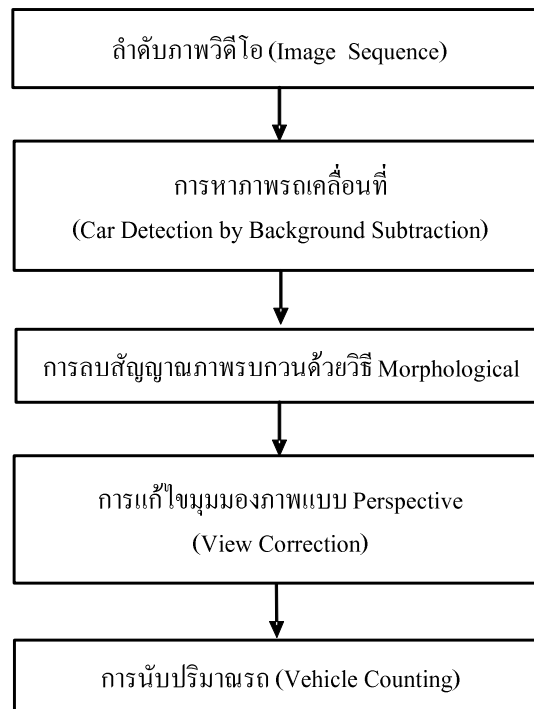 ลำดับภาพวิดีโอ (Image Sequence)
การหาภาพรถเคลื่อนที่
(Car Detection by Background Subtraction)
การลบสัญญาณภาพรบกวนด้วยวิธี Morphological
การแก้ไขมุมมองภาพแบบ Perspective
(View Correction)
การนับปริมาณรถ (Vehicle Counting)